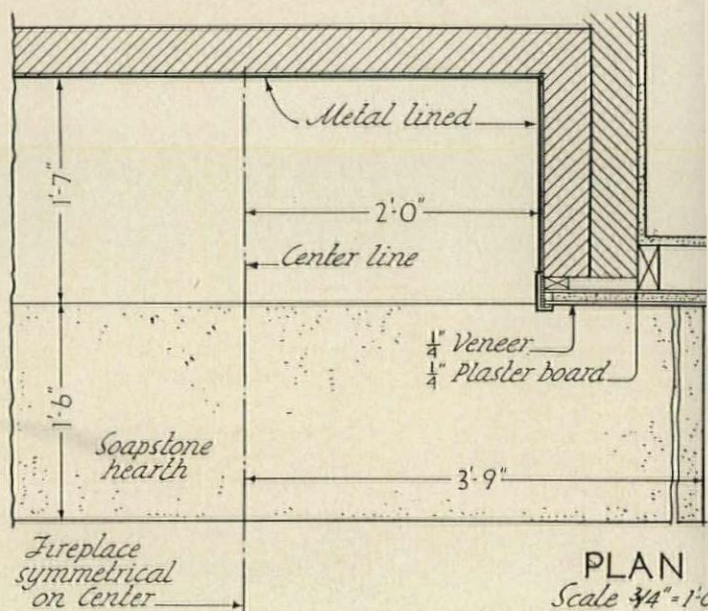 Metal lined
1'-7"
2'-0"
Center line
1/4" Veneer
1/4" Plaster board
1'-6"
Soapstone
hearth
3'-9"
Fireplace
symmetrical
on Center
PLAN
Scale 3/4" = 1'-0